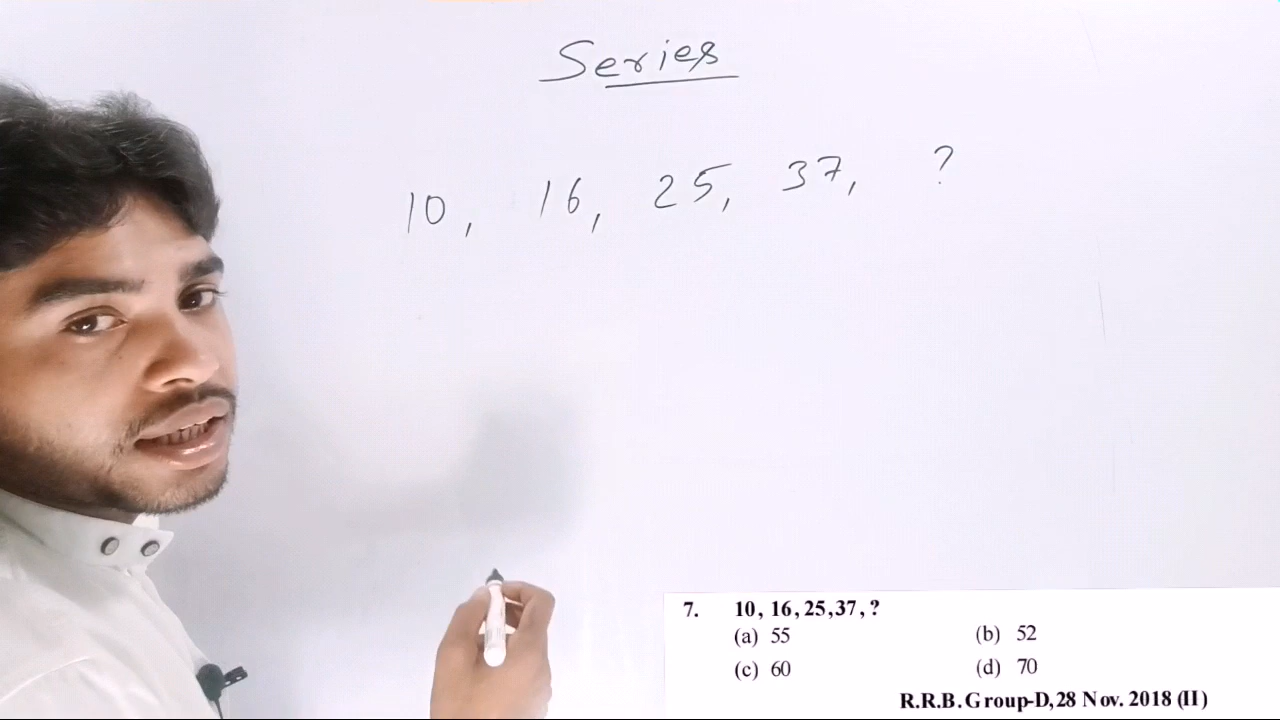 Series
10, 16, 25, 37, ?
7. 10, 16, 25, 37, ?
(a) 55 (b) 52
(c) 60 (d) 70
R.R.B. Group-D, 28 Nov. 2018 (II)